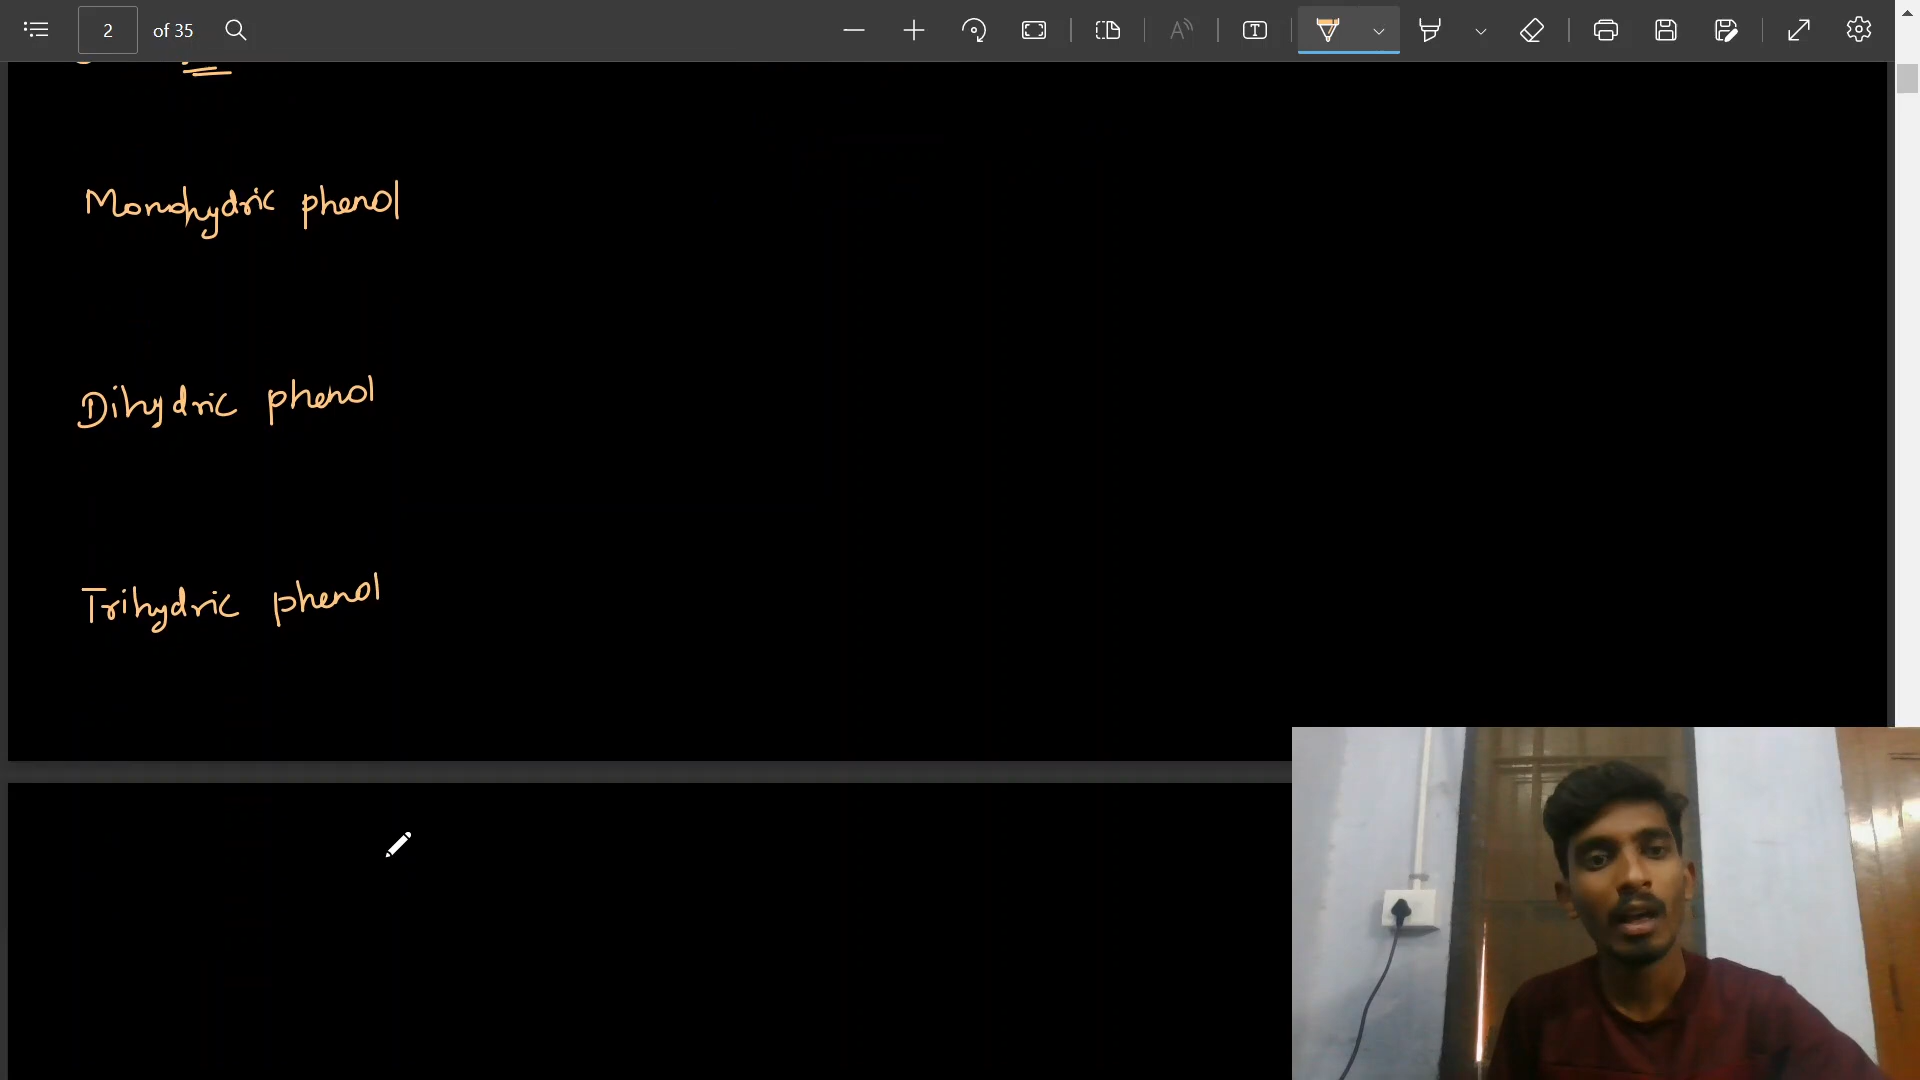 2 of 35
Monohydric phenol
Dihydric phenol
Trihydric phenol